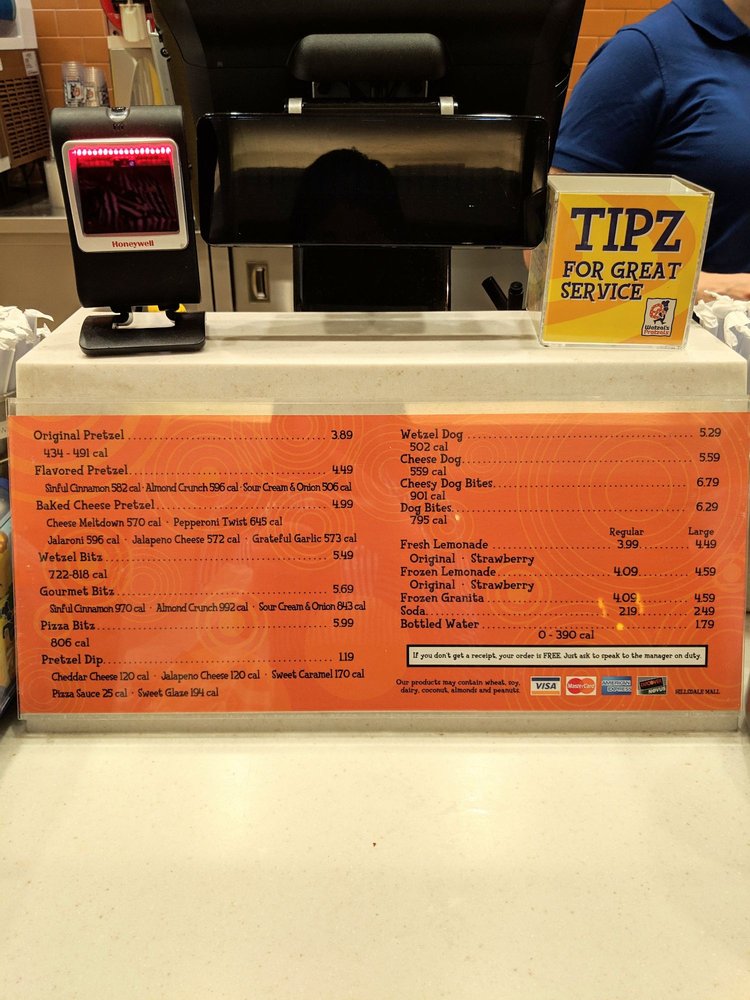 Honeywell
TIPZ
FOR GREAT
SERVICE
Wetzel's
Pretzels
Original Pretzel 3.89
434 - 491 cal
Flavored Pretzel 4.49
Sinful Cinnamon 582 cal · Almond Crunch 596 cal · Sour Cream & Onion 506 cal
Baked Cheese Pretzel 4.99
Cheese Meltdown 570 cal · Pepperoni Twist 645 cal
Jalaroni 596 cal · Jalapeno Cheese 572 cal · Grateful Garlic 573 cal
Wetzel Bitz 5.49
722-818 cal
Gourmet Bitz 5.69
Sinful Cinnamon 970 cal · Almond Crunch 992 cal · Sour Cream & Onion 843 cal
Pizza Bitz 5.99
806 cal
Pretzel Dip 1.19
Cheddar Cheese 120 cal · Jalapeno Cheese 120 cal · Sweet Caramel 170 cal
Pizza Sauce 25 cal · Sweet Glaze 194 cal
Wetzel Dog 5.29
502 cal
Cheese Dog 5.59
559 cal
Cheesy Dog Bites 6.79
901 cal
Dog Bites 6.29
795 cal
Regular Large
Fresh Lemonade 3.99 4.49
Original · Strawberry
Frozen Lemonade 4.09 4.59
Original · Strawberry
Frozen Granita 4.09 4.59
Soda 2.19 2.49
Bottled Water 1.79
0 - 390 cal
If you don't get a receipt, your order is FREE. Just ask to speak to the manager on duty.
Our products may contain wheat, soy,
dairy, coconut, almonds and peanuts.
VISA MasterCard AMERICAN EXPRESS
HILLSDALE MALL